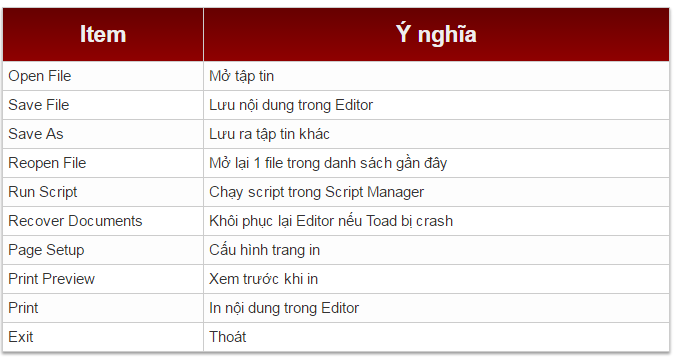 Item Ý nghĩa
Open File Mở tập tin
Save File Lưu nội dung trong Editor
Save As Lưu ra tập tin khác
Reopen File Mở lại 1 file trong danh sách gần đây
Run Script Chạy script trong Script Manager
Recover Documents Khôi phục lại Editor nếu Toad bị crash
Page Setup Cấu hình trang in
Print Preview Xem trước khi in
Print In nội dung trong Editor
Exit Thoát